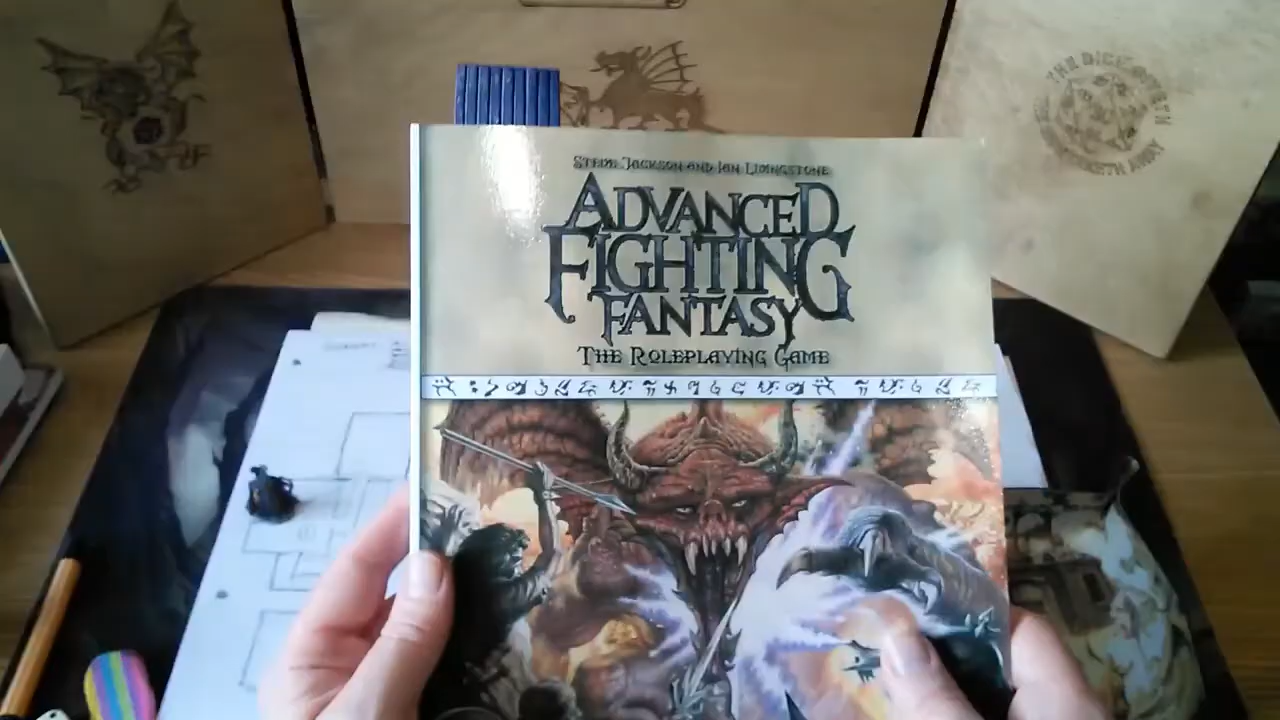 STEVE JACKSON AND IAN LIVINGSTONE
ADVANCED
FIGHTING
FANTASY
THE ROLEPLAYING GAME